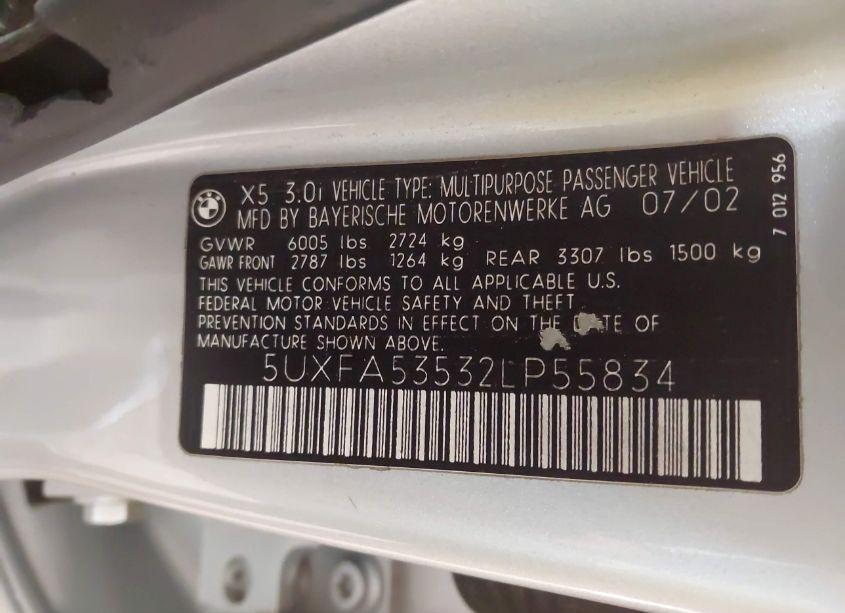 X5 3.0i VEHICLE TYPE: MULTIPURPOSE PASSENGER VEHICLE
MFD BY BAYERISCHE MOTORENWERKE AG 07/02
GVWR 6005 lbs 2724 kg
GAWR FRONT 2787 lbs 1264 kg REAR 3307 lbs 1500 kg
THIS VEHICLE CONFORMS TO ALL APPLICABLE U.S.
FEDERAL MOTOR VEHICLE SAFETY AND THEFT
PREVENTION STANDARDS IN EFFECT ON THE DATE OF
MANUFACTURE SHOWN ABOVE.
5UXFA53532LP55834
7 012 956